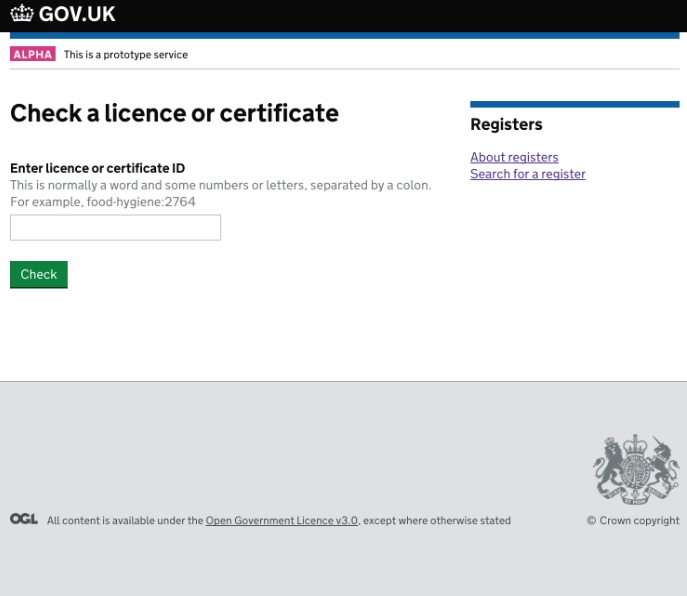 GOV.UK
ALPHA This is a prototype service
Check a licence or certificate
Enter licence or certificate ID
This is normally a word and some numbers or letters, separated by a colon.
For example, food-hygiene:2764
Check
Registers
About registers
Search for a register
OGL All content is available under the Open Government Licence v3.0, except where otherwise stated
© Crown copyright